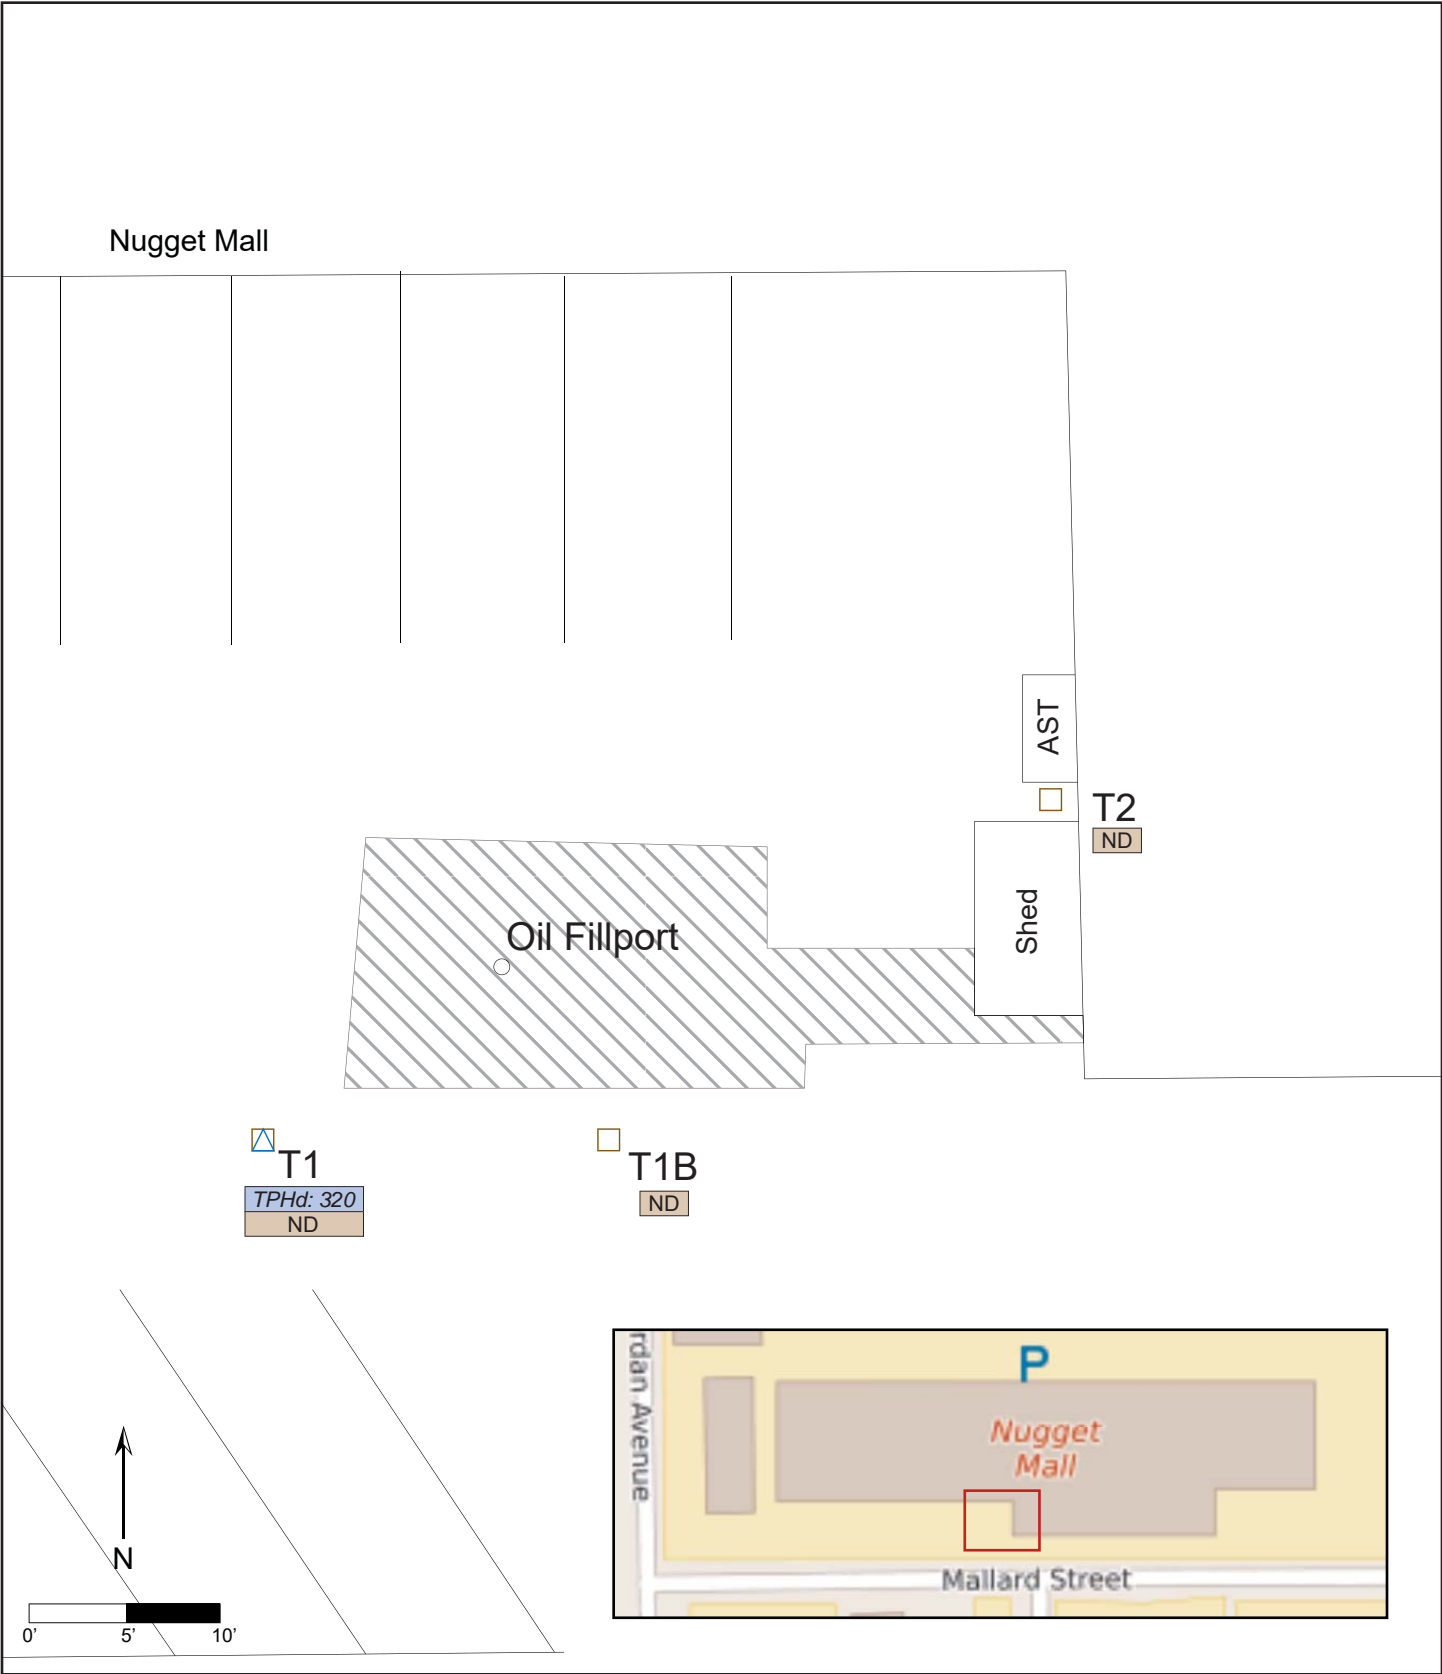 Nugget Mall
AST
T2
ND
Shed
Oil Fillport
T1
TPHd: 320
ND
T1B
ND
N
0' 5' 10'
rdan Avenue
P
Nugget
Mall
Mallard Street